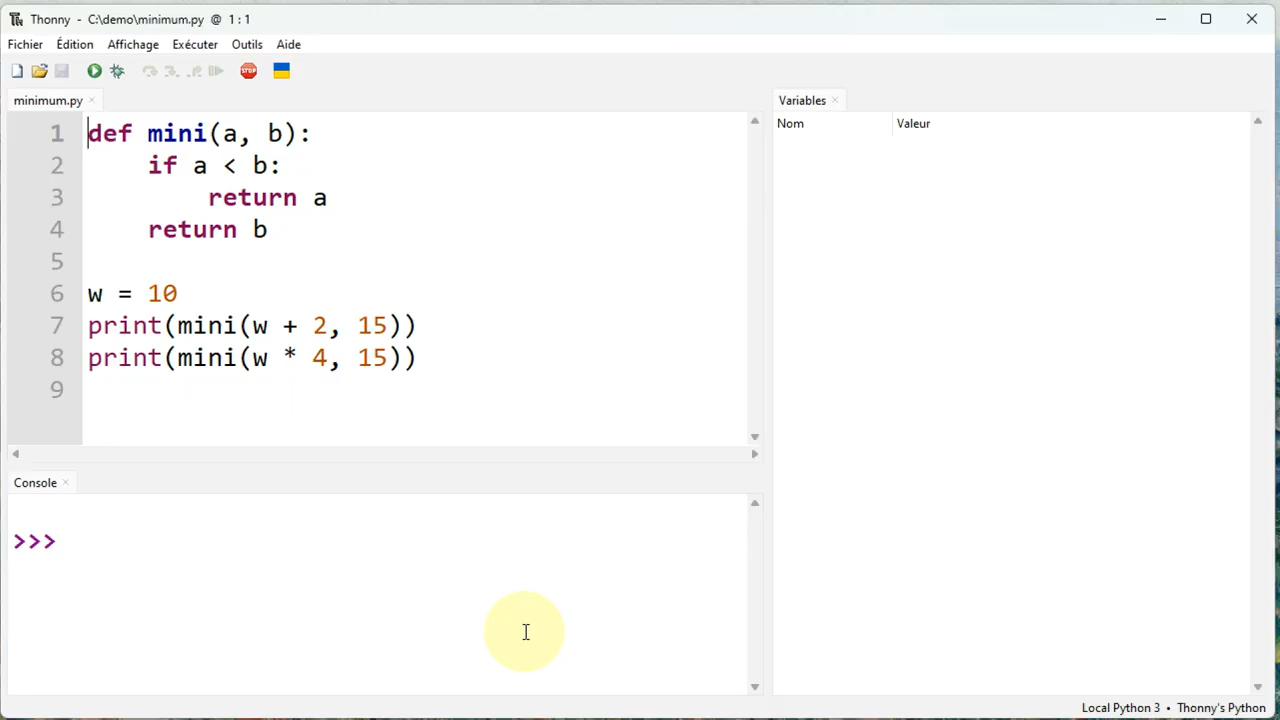 Thonny - C:\demo\minimum.py @ 1 : 1
Fichier Édition Affichage Exécuter Outils Aide
STOP
minimum.py ×
1 def mini(a, b):
2     if a < b:
3         return a
4     return b
5
6 w = 10
7 print(mini(w + 2, 15))
8 print(mini(w * 4, 15))
9
Console ×
>>>
Variables ×
Nom Valeur
Local Python 3 • Thonny's Python